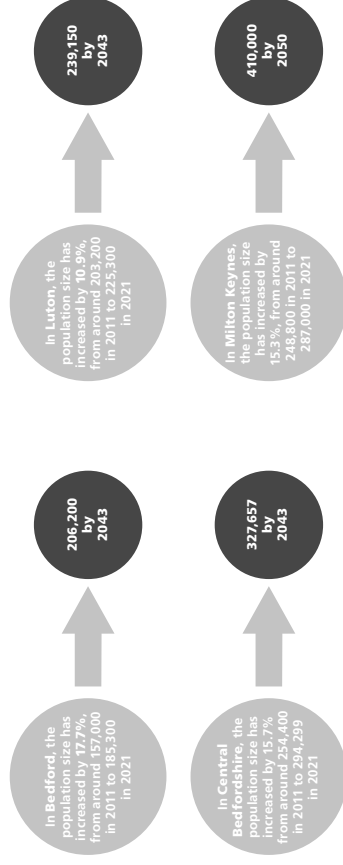 In Bedford, the
population size has
increased by 17.7%,
from around 157,000
in 2011 to 185,300
in 2021
206,200
by
2043
In Luton, the
population size has
increased by 10.9%,
from around 203,200
in 2011 to 225,300
in 2021
239,150
by
2043
In Central
Bedfordshire, the
population size has
increased by 15.7%
from around 254,400
in 2011 to 294,299
in 2021
327,657
by
2043
In Milton Keynes,
the population size
has increased by
15.3%, from around
248,800 in 2011 to
287,000 in 2021
410,000
by
2050